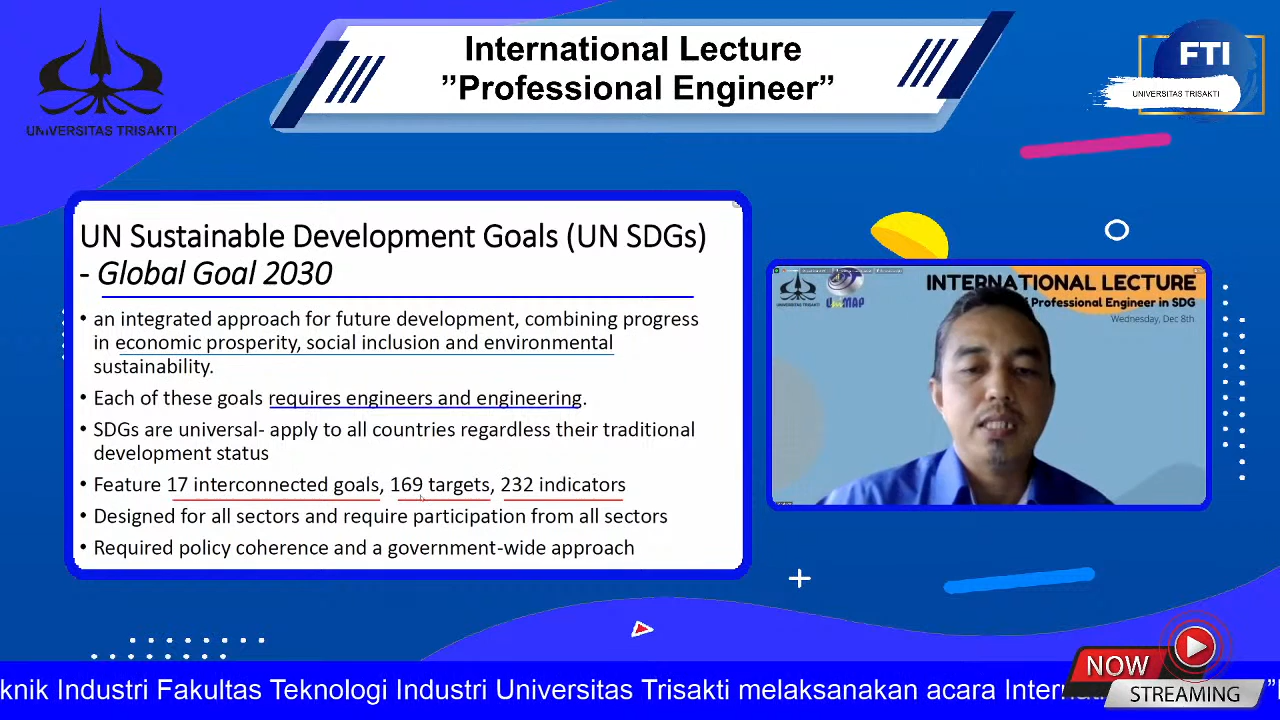 UNIVERSITAS TRISAKTI
International Lecture
”Professional Engineer”
FTI
UNIVERSITAS TRISAKTI
UN Sustainable Development Goals (UN SDGs)
- Global Goal 2030
• an integrated approach for future development, combining progress
in economic prosperity, social inclusion and environmental
sustainability.
• Each of these goals requires engineers and engineering.
• SDGs are universal- apply to all countries regardless their traditional
development status
• Feature 17 interconnected goals, 169 targets, 232 indicators
• Designed for all sectors and require participation from all sectors
• Required policy coherence and a government-wide approach
UNIVERSITAS TRISAKTI
UniMAP
INTERNATIONAL LECTURE
Professional Engineer in SDG
Wednesday, Dec 8th
knik Industri Fakultas Teknologi Industri Universitas Trisakti melaksanakan acara Intern
NOW
STREAMING